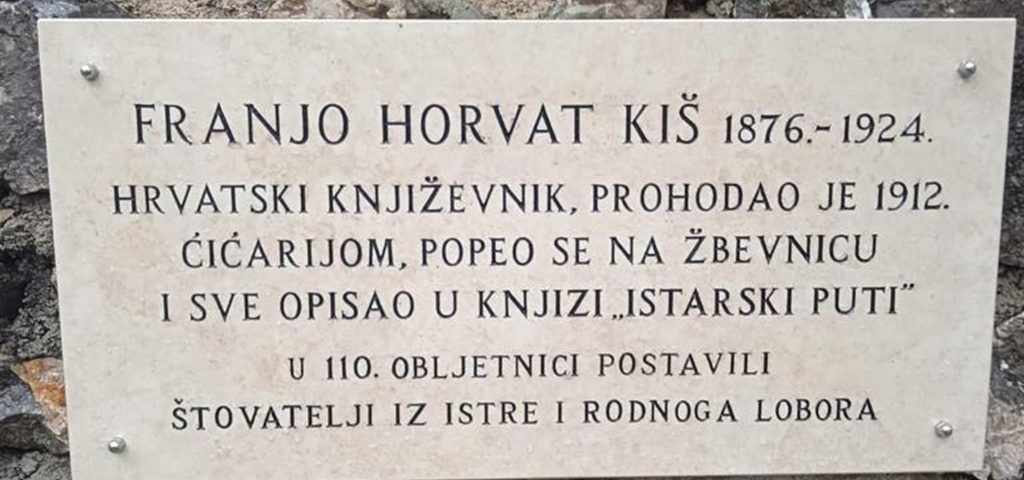 FRANJO HORVAT KIŠ 1876.-1924.
HRVATSKI KNJIŽEVNIK, PROHODAO JE 1912.
ĆIĆARIJOM, POPEO SE NA ŽBEVNICU
I SVE OPISAO U KNJIZI „ISTARSKI PUTI”
U 110. OBLJETNICI POSTAVILI
ŠTOVATELJI IZ ISTRE I RODNOGA LOBORA